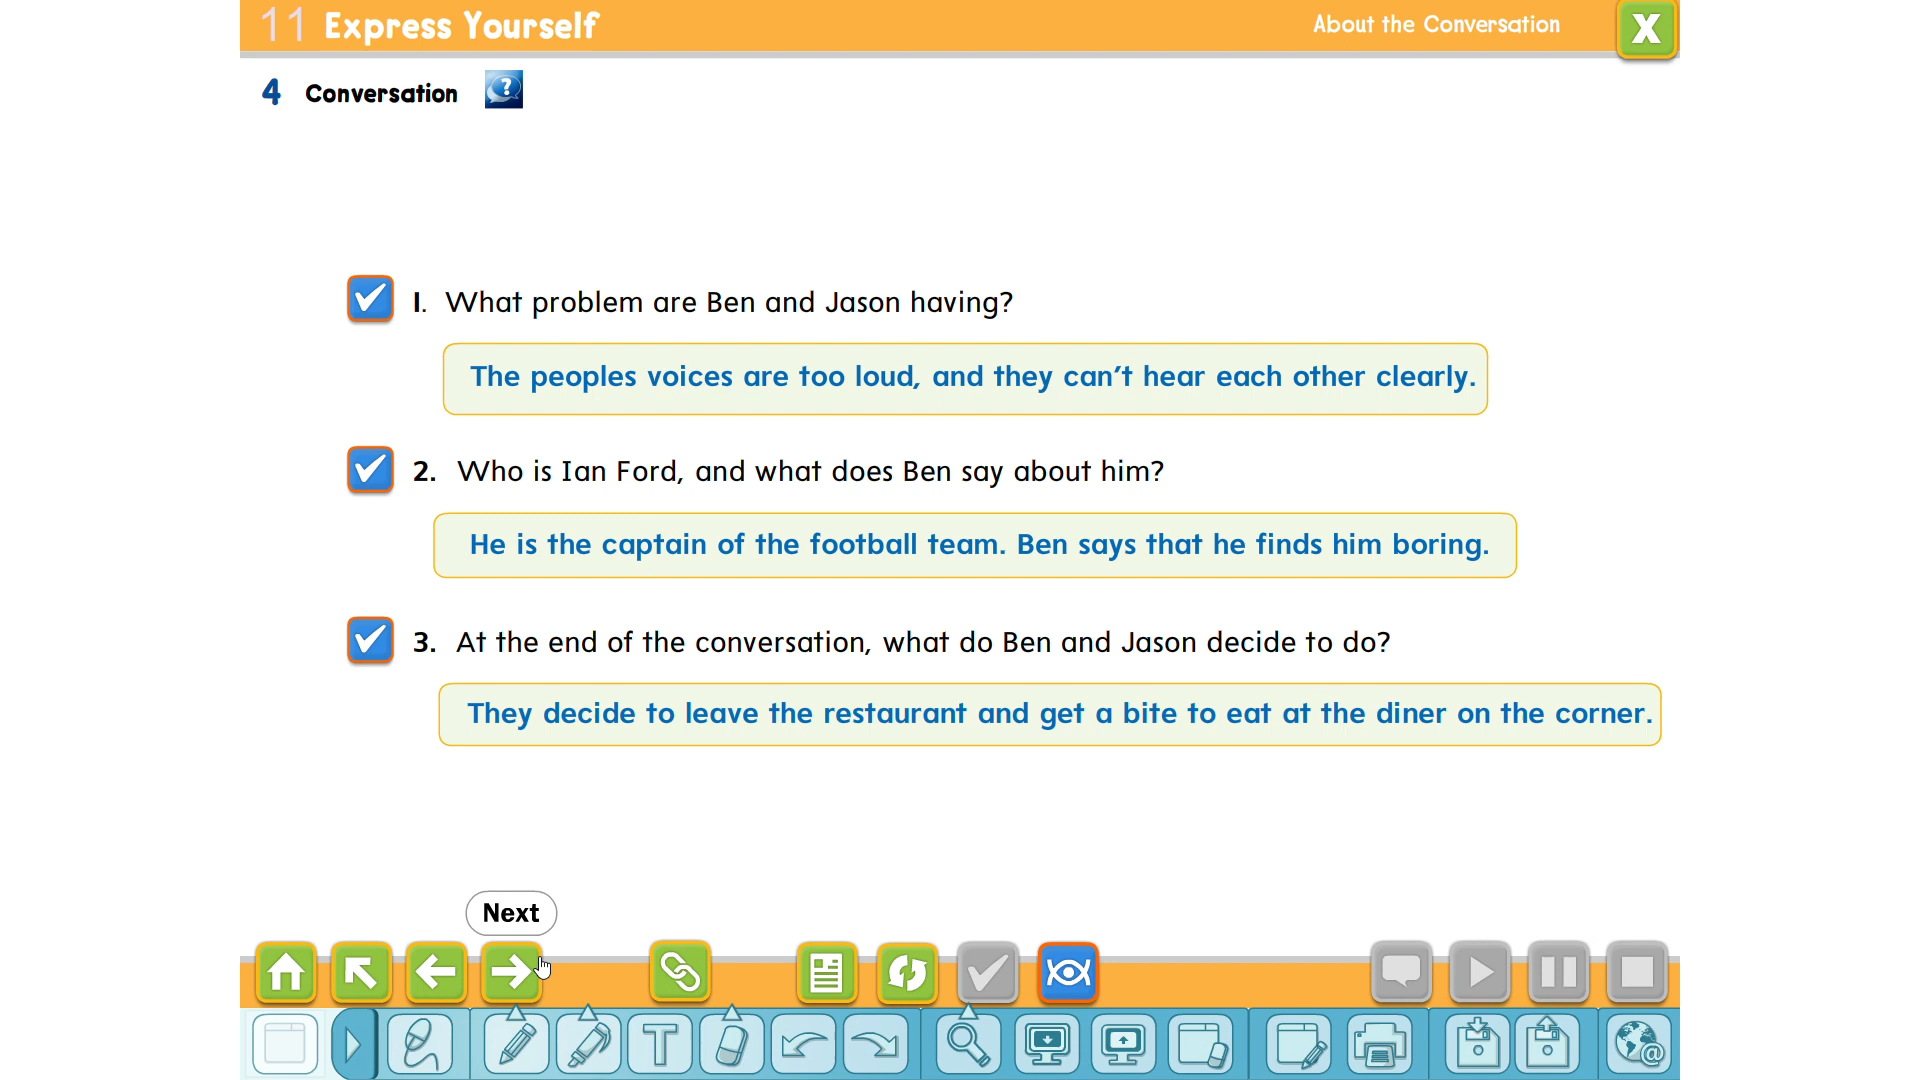 11 Express Yourself
About the Conversation
X
4 Conversation
?
1. What problem are Ben and Jason having?
The peoples voices are too loud, and they can't hear each other clearly.
2. Who is Ian Ford, and what does Ben say about him?
He is the captain of the football team. Ben says that he finds him boring.
3. At the end of the conversation, what do Ben and Jason decide to do?
They decide to leave the restaurant and get a bite to eat at the diner on the corner.
Next
T
@